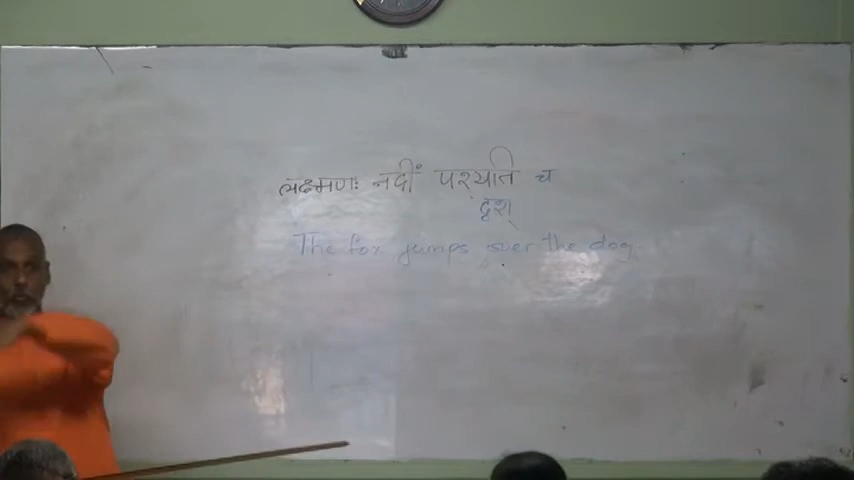 लक्ष्मणः नदीं पश्यति च
दृश्
The fox jumps over the dog.